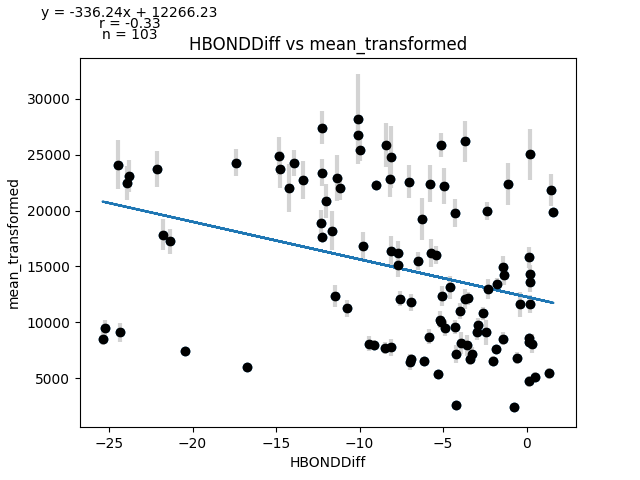 y = -336.24x + 12266.23
r = -0.33
n = 103
HBONDDiff vs mean_transformed
30000
25000
20000
15000
10000
5000
mean_transformed
−25
−20
−15
−10
−5
0
HBONDDiff